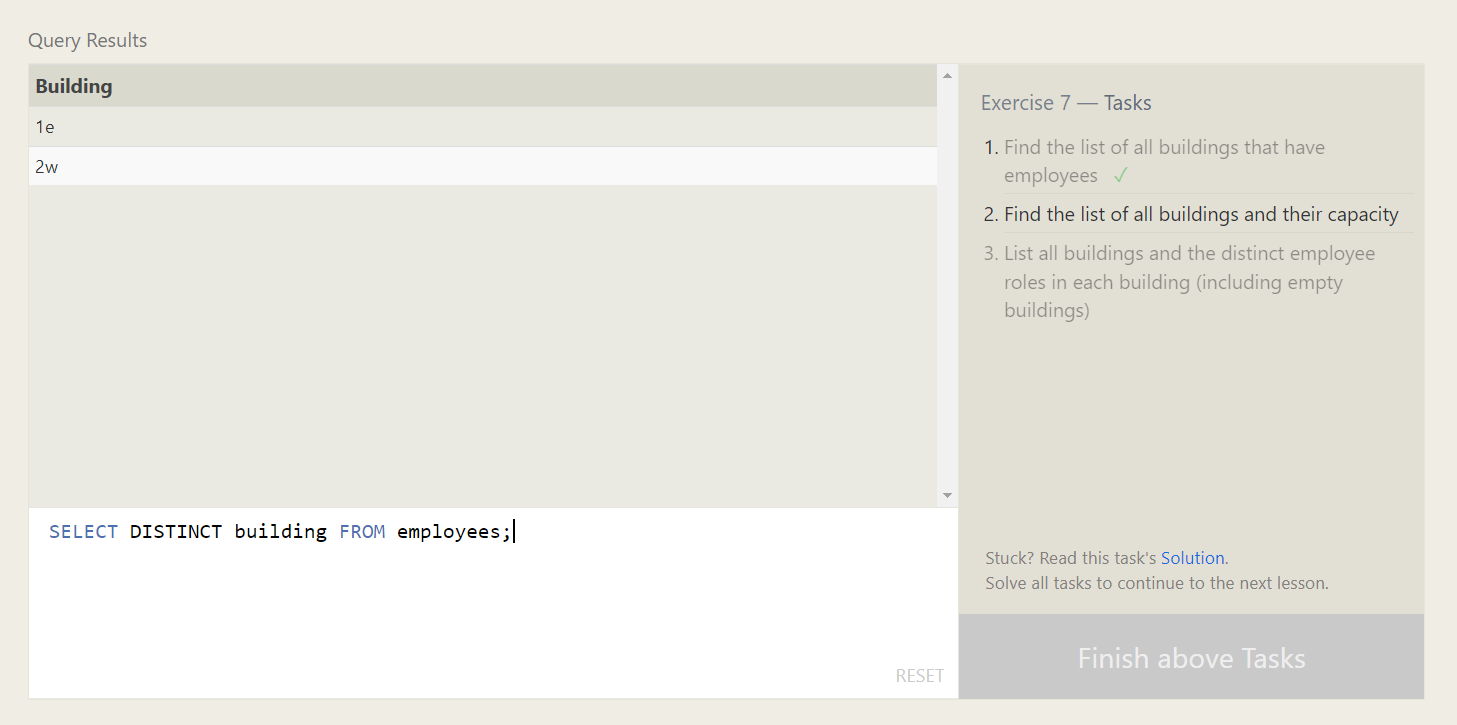 Query Results
Building
1e
2w
SELECT DISTINCT building FROM employees;
RESET
Exercise 7 — Tasks
1. Find the list of all buildings that have
employees ✓
2. Find the list of all buildings and their capacity
3. List all buildings and the distinct employee
roles in each building (including empty
buildings)
Stuck? Read this task's Solution.
Solve all tasks to continue to the next lesson.
Finish above Tasks